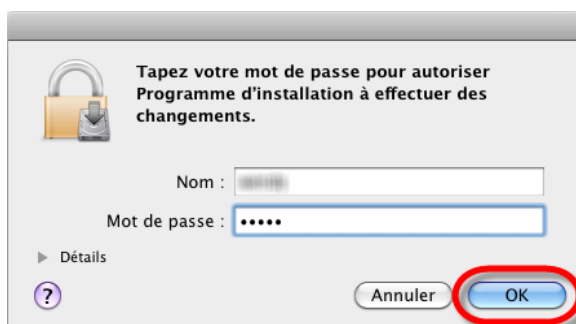 Tapez votre mot de passe pour autoriser
Programme d'installation à effectuer des
changements.
Nom :
Mot de passe : •••••
Détails
?
Annuler
OK